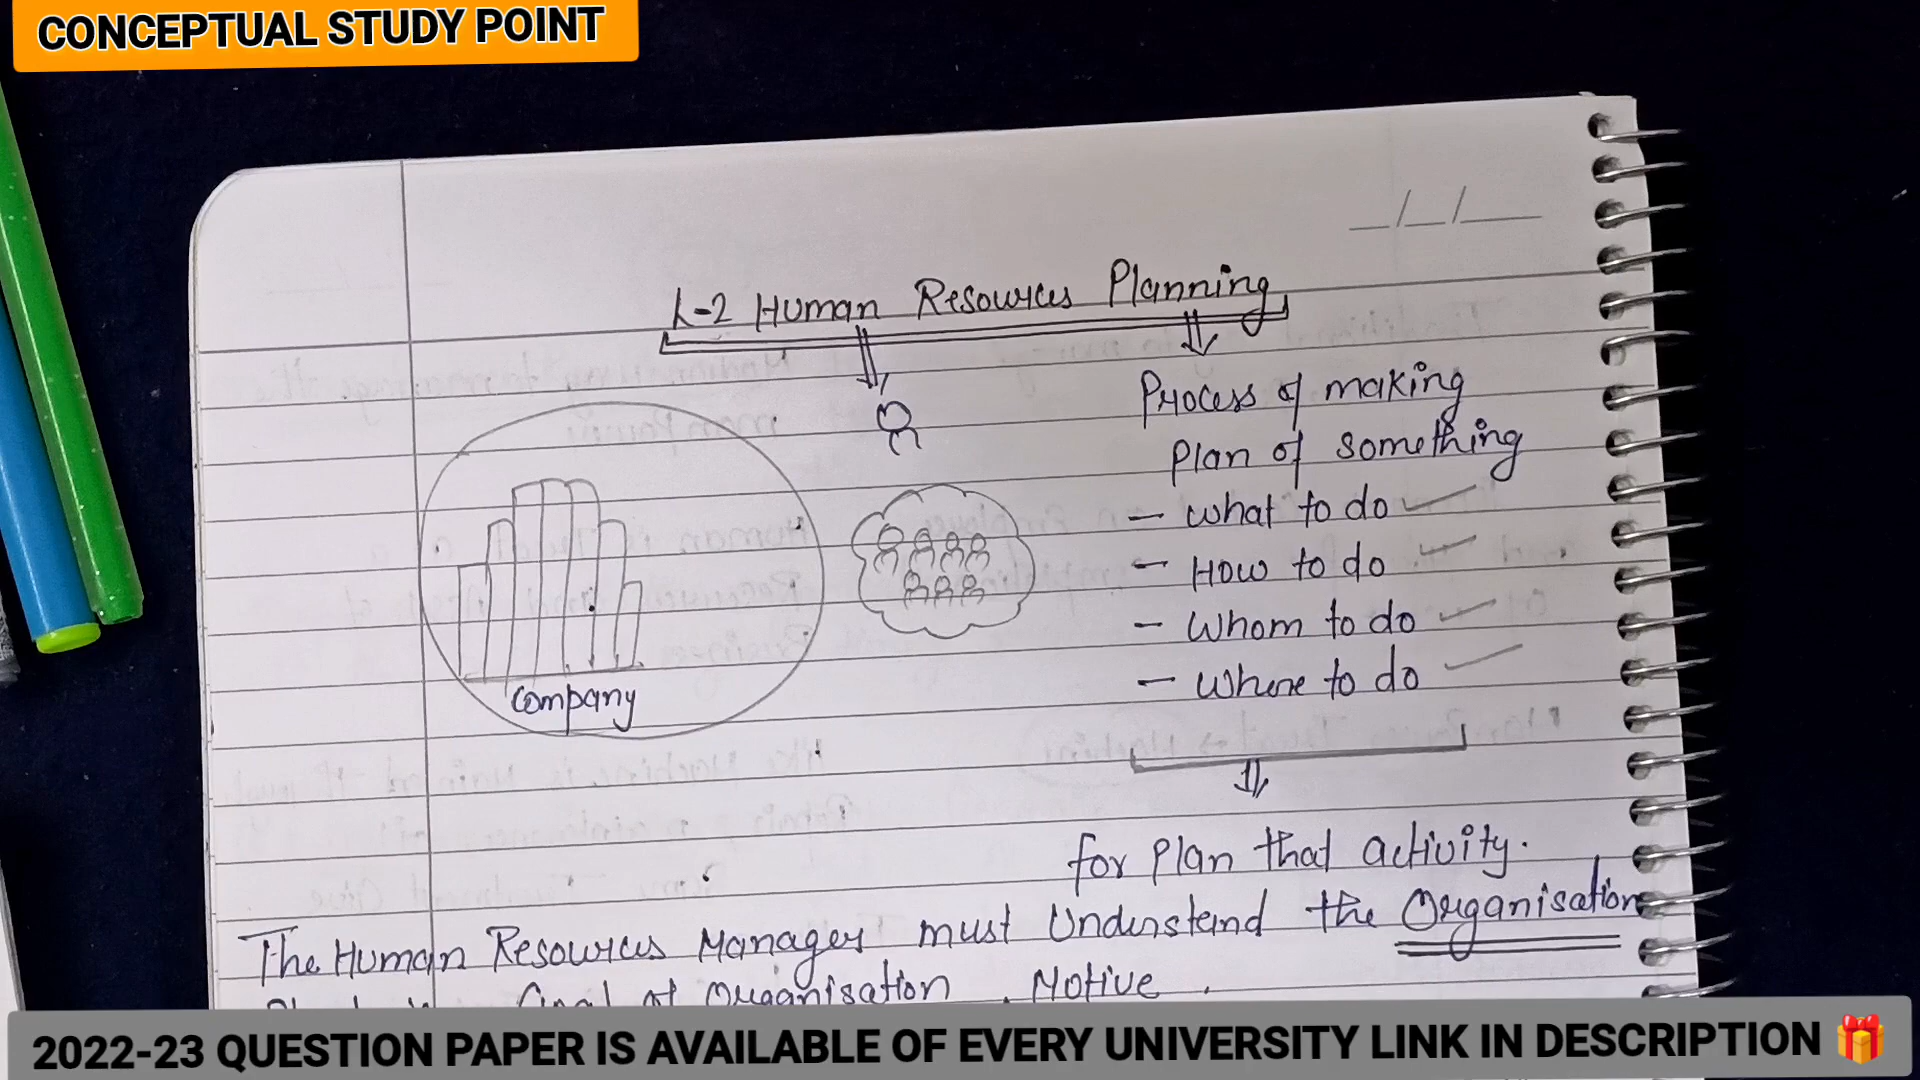 CONCEPTUAL STUDY POINT
L-2 Human Resources Planning
Process of making
plan of something
- what to do
- How to do
- Whom to do
- Where to do
company
for plan that activity.
The Human Resources Manager must Understand the Organisation
Goal of Organisation, Motive.
2022-23 QUESTION PAPER IS AVAILABLE OF EVERY UNIVERSITY LINK IN DESCRIPTION